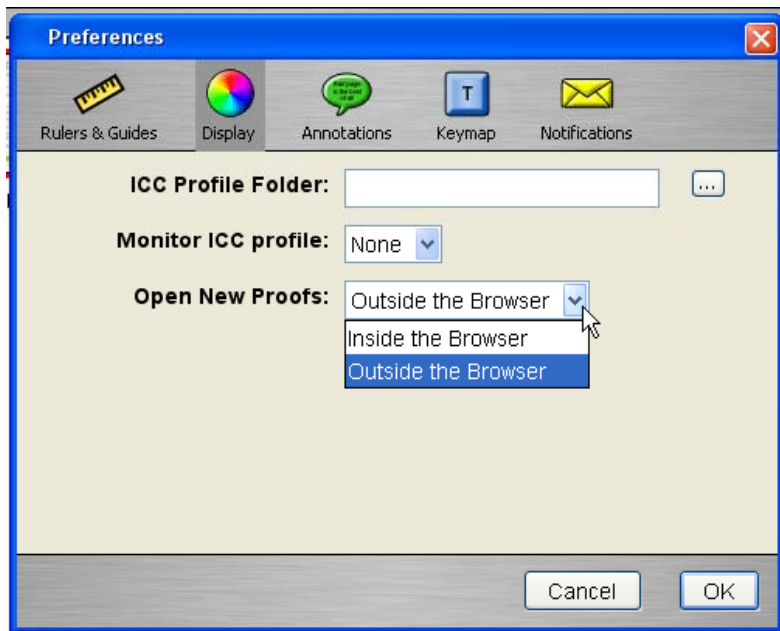 Preferences
Rulers & Guides
Display
Annotations
Keymap
Notifications
T
ICC Profile Folder:
...
Monitor ICC profile:
None
Open New Proofs:
Outside the Browser
Inside the Browser
Outside the Browser
Cancel
OK